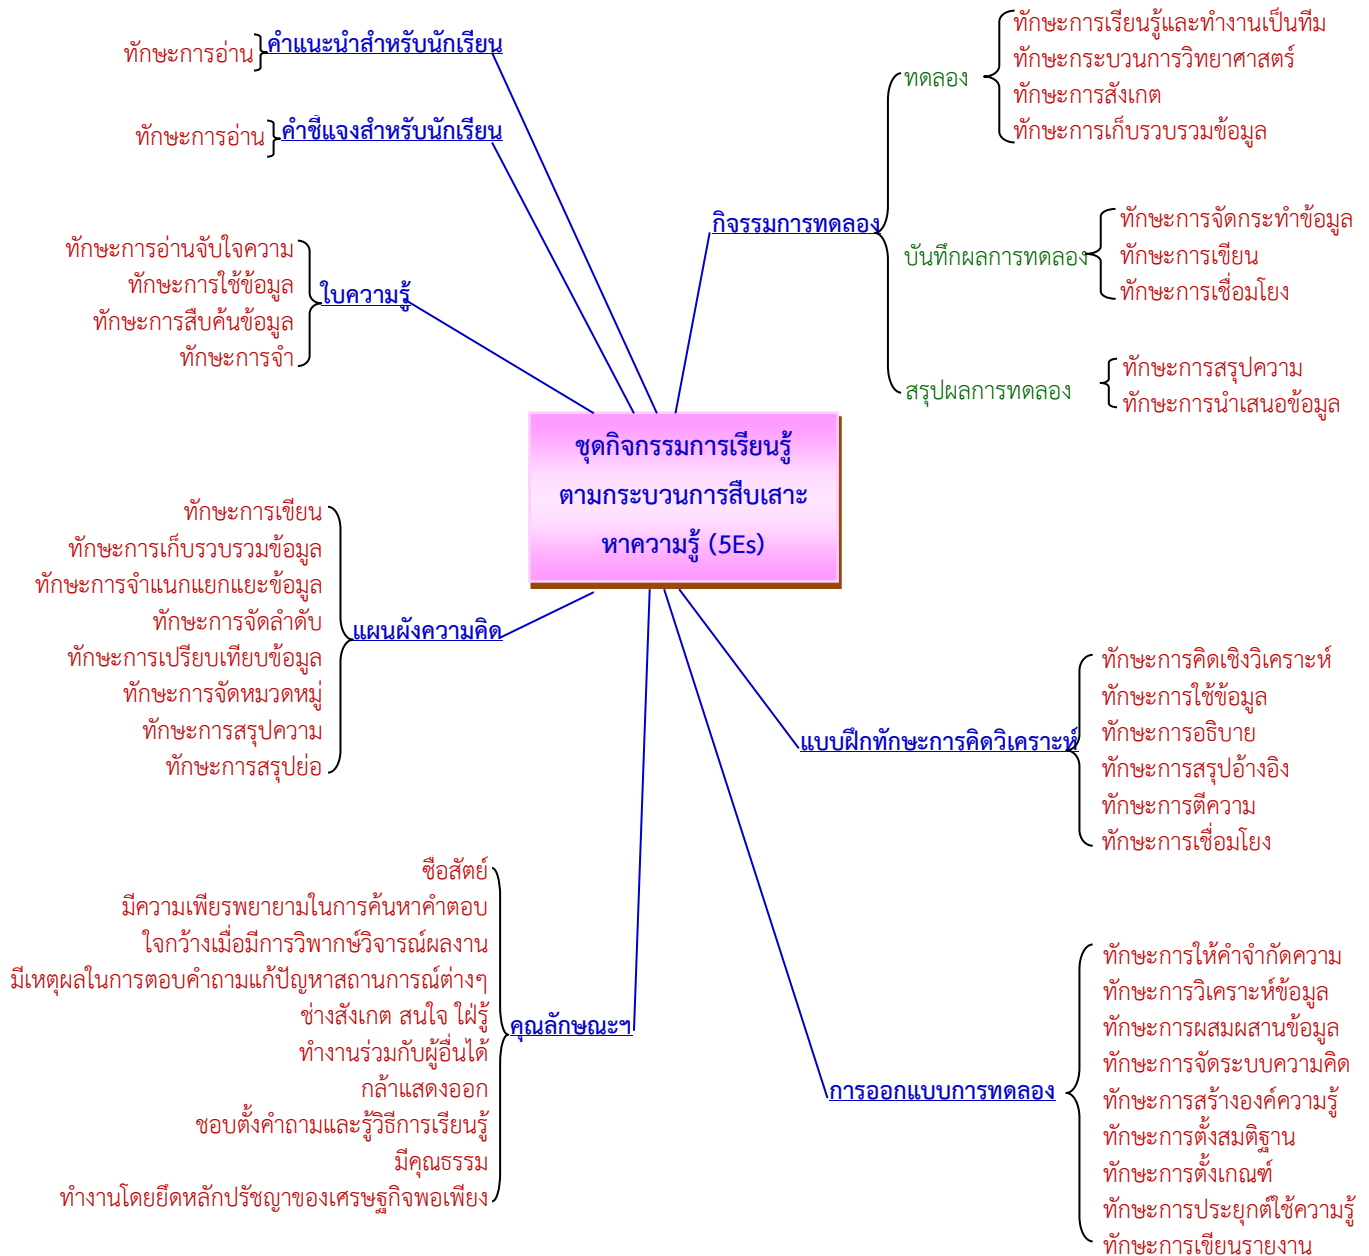 คำแนะนำสำหรับนักเรียน
ทักษะการอ่าน
คำชี้แจงสำหรับนักเรียน
ทักษะการอ่าน
ใบความรู้
ทักษะการอ่านจับใจความ
ทักษะการใช้ข้อมูล
ทักษะการสืบค้นข้อมูล
ทักษะการจำ
กิจรรมการทดลอง
ทดลอง
ทักษะการเรียนรู้และทำงานเป็นทีม
ทักษะกระบวนการวิทยาศาสตร์
ทักษะการสังเกต
ทักษะการเก็บรวบรวมข้อมูล
บันทึกผลการทดลอง
ทักษะการจัดกระทำข้อมูล
ทักษะการเขียน
ทักษะการเชื่อมโยง
สรุปผลการทดลอง
ทักษะการสรุปความ
ทักษะการนำเสนอข้อมูล
ชุดกิจกรรมการเรียนรู้
ตามกระบวนการสืบเสาะ
หาความรู้ (5Es)
แผนผังความคิด
ทักษะการเขียน
ทักษะการเก็บรวบรวมข้อมูล
ทักษะการจำแนกแยกแยะข้อมูล
ทักษะการจัดลำดับ
ทักษะการเปรียบเทียบข้อมูล
ทักษะการจัดหมวดหมู่
ทักษะการสรุปความ
ทักษะการสรุปย่อ
แบบฝึกทักษะการคิดวิเคราะห์
ทักษะการคิดเชิงวิเคราะห์
ทักษะการใช้ข้อมูล
ทักษะการอธิบาย
ทักษะการสรุปอ้างอิง
ทักษะการตีความ
ทักษะการเชื่อมโยง
คุณลักษณะฯ
ซื่อสัตย์
มีความเพียรพยายามในการค้นหาคำตอบ
ใจกว้างเมื่อมีการวิพากษ์วิจารณ์ผลงาน
มีเหตุผลในการตอบคำถามแก้ปัญหาสถานการณ์ต่างๆ
ช่างสังเกต สนใจ ใฝ่รู้
ทำงานร่วมกับผู้อื่นได้
กล้าแสดงออก
ชอบตั้งคำถามและรู้วิธีการเรียนรู้
มีคุณธรรม
ทำงานโดยยึดหลักปรัชญาของเศรษฐกิจพอเพียง
การออกแบบการทดลอง
ทักษะการให้คำจำกัดความ
ทักษะการวิเคราะห์ข้อมูล
ทักษะการผสมผสานข้อมูล
ทักษะการจัดระบบความคิด
ทักษะการสร้างองค์ความรู้
ทักษะการตั้งสมติฐาน
ทักษะการตั้งเกณฑ์
ทักษะการประยุกต์ใช้ความรู้
ทักษะการเขียนรายงาน